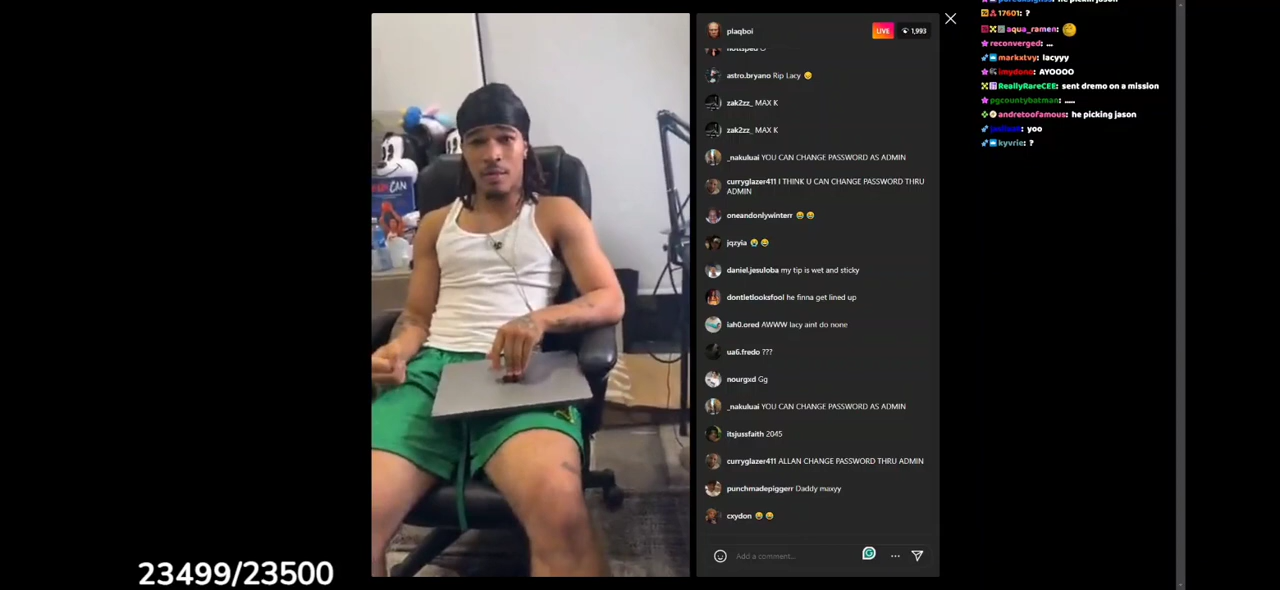 plaqboi
LIVE
1,993
astro.bryano Rip Lacy
zak2zz_ MAX K
zak2zz_ MAX K
_nakuluai YOU CAN CHANGE PASSWORD AS ADMIN
curryglazer411 I THINK U CAN CHANGE PASSWORD THRU
ADMIN
oneandonlywinterr
jqzyia
daniel.jesuloba my tip is wet and sticky
dontletlooksfool he finna get lined up
iah0.ored AWWW lacy aint do none
ua6.fredo ???
nourgxd Gg
_nakuluai YOU CAN CHANGE PASSWORD AS ADMIN
itsjussfaith 2045
curryglazer411 ALLAN CHANGE PASSWORD THRU ADMIN
punchmadepiggerr Daddy maxyy
cxydon
Add a comment...
17601: ?
aqua_ramen:
reconverged: ...
markxtvy: lacyyy
imydono: AYOOOO
ReallyRareCEE: sent dremo on a mission
pgcountybatman: .....
andretoofamous: he picking jason
yoo
kyvrie: ?
23499/23500